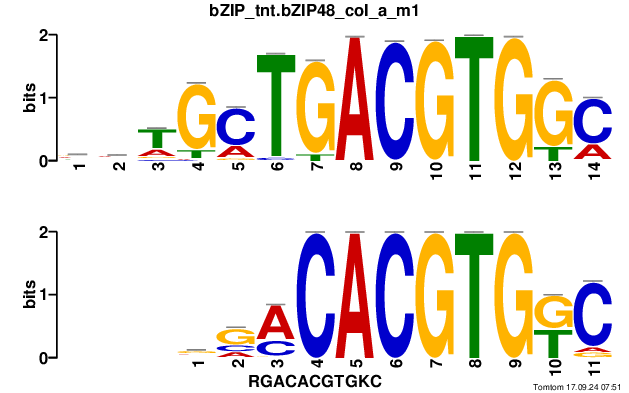 bZIP_tnt.bZIP48_col_a_m1
bits
2
1
0
TGCTGACGTGGC
1 2 3 4 5 6 7 8 9 10 11 12 13 14
bits
2
1
0
GACACGTGGC
1 2 3 4 5 6 7 8 9 10 11
RGACACGTGKC
Tomtom 17.09.24 07:51